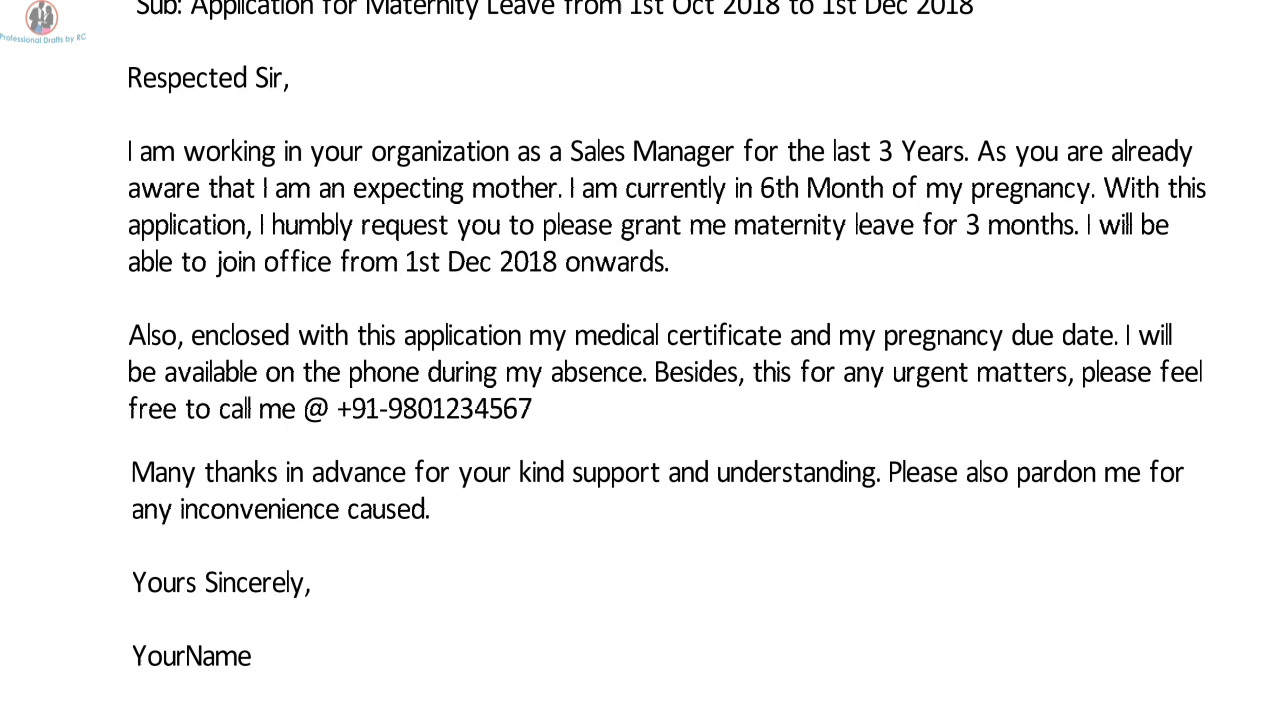 Sub: Application for Maternity Leave from 1st Oct 2018 to 1st Dec 2018
Professional Drafts by RC
Respected Sir,
I am working in your organization as a Sales Manager for the last 3 Years. As you are already
aware that I am an expecting mother. I am currently in 6th Month of my pregnancy. With this
application, I humbly request you to please grant me maternity leave for 3 months. I will be
able to join office from 1st Dec 2018 onwards.
Also, enclosed with this application my medical certificate and my pregnancy due date. I will
be available on the phone during my absence. Besides, this for any urgent matters, please feel
free to call me @ +91-9801234567
Many thanks in advance for your kind support and understanding. Please also pardon me for
any inconvenience caused.
Yours Sincerely,
YourName